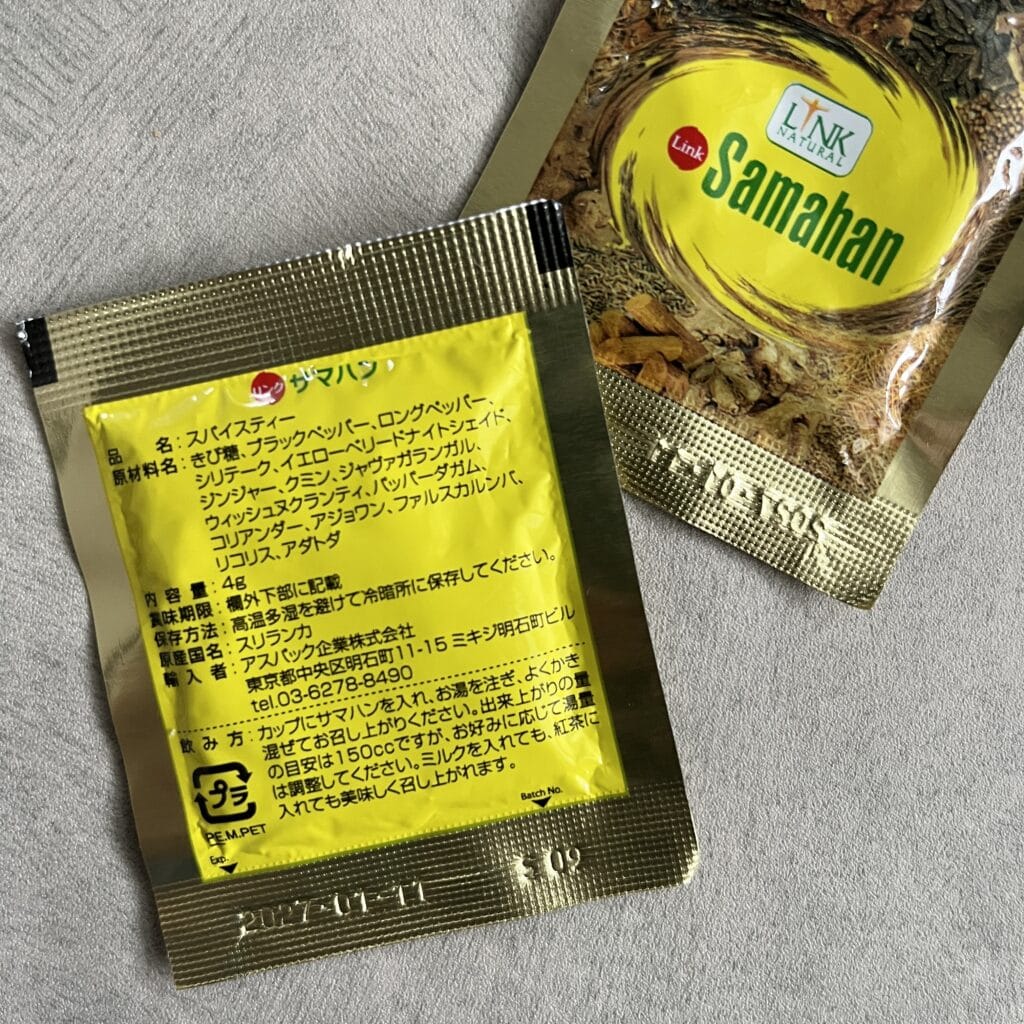 LINK
NATURAL
Link
Samahan
リンク サマハン
品 名:スパイスティー
原材料名:きび糖、ブラックペッパー、ロングペッパー、
シリテーク、イエローベリードナイトシェイド、
ジンジャー、クミン、ジャヴァガランガル、
ウィッシュヌクランティ、パッパーダガム、
コリアンダー、アジョワン、ファルスカルンバ、
リコリス、アダトダ
内 容 量:4g
賞味期限:欄外下部に記載
保存方法:高温多湿を避けて冷暗所に保存してください。
原産国名:スリランカ
輸 入 者:アスパック企業株式会社
東京都中央区明石町11-15 ミキジ明石町ビル
tel.03-6278-8490
飲 み 方:カップにサマハンを入れ、お湯を注ぎ、よくかき
混ぜてお召し上がりください。出来上がりの量
の目安は150ccですが、お好みに応じて湯量
は調整してください。ミルクを入れても、紅茶に
入れても美味しく召し上がれます。
プラ
PE.M.PET
Exp.
Batch No.
2027-01-11